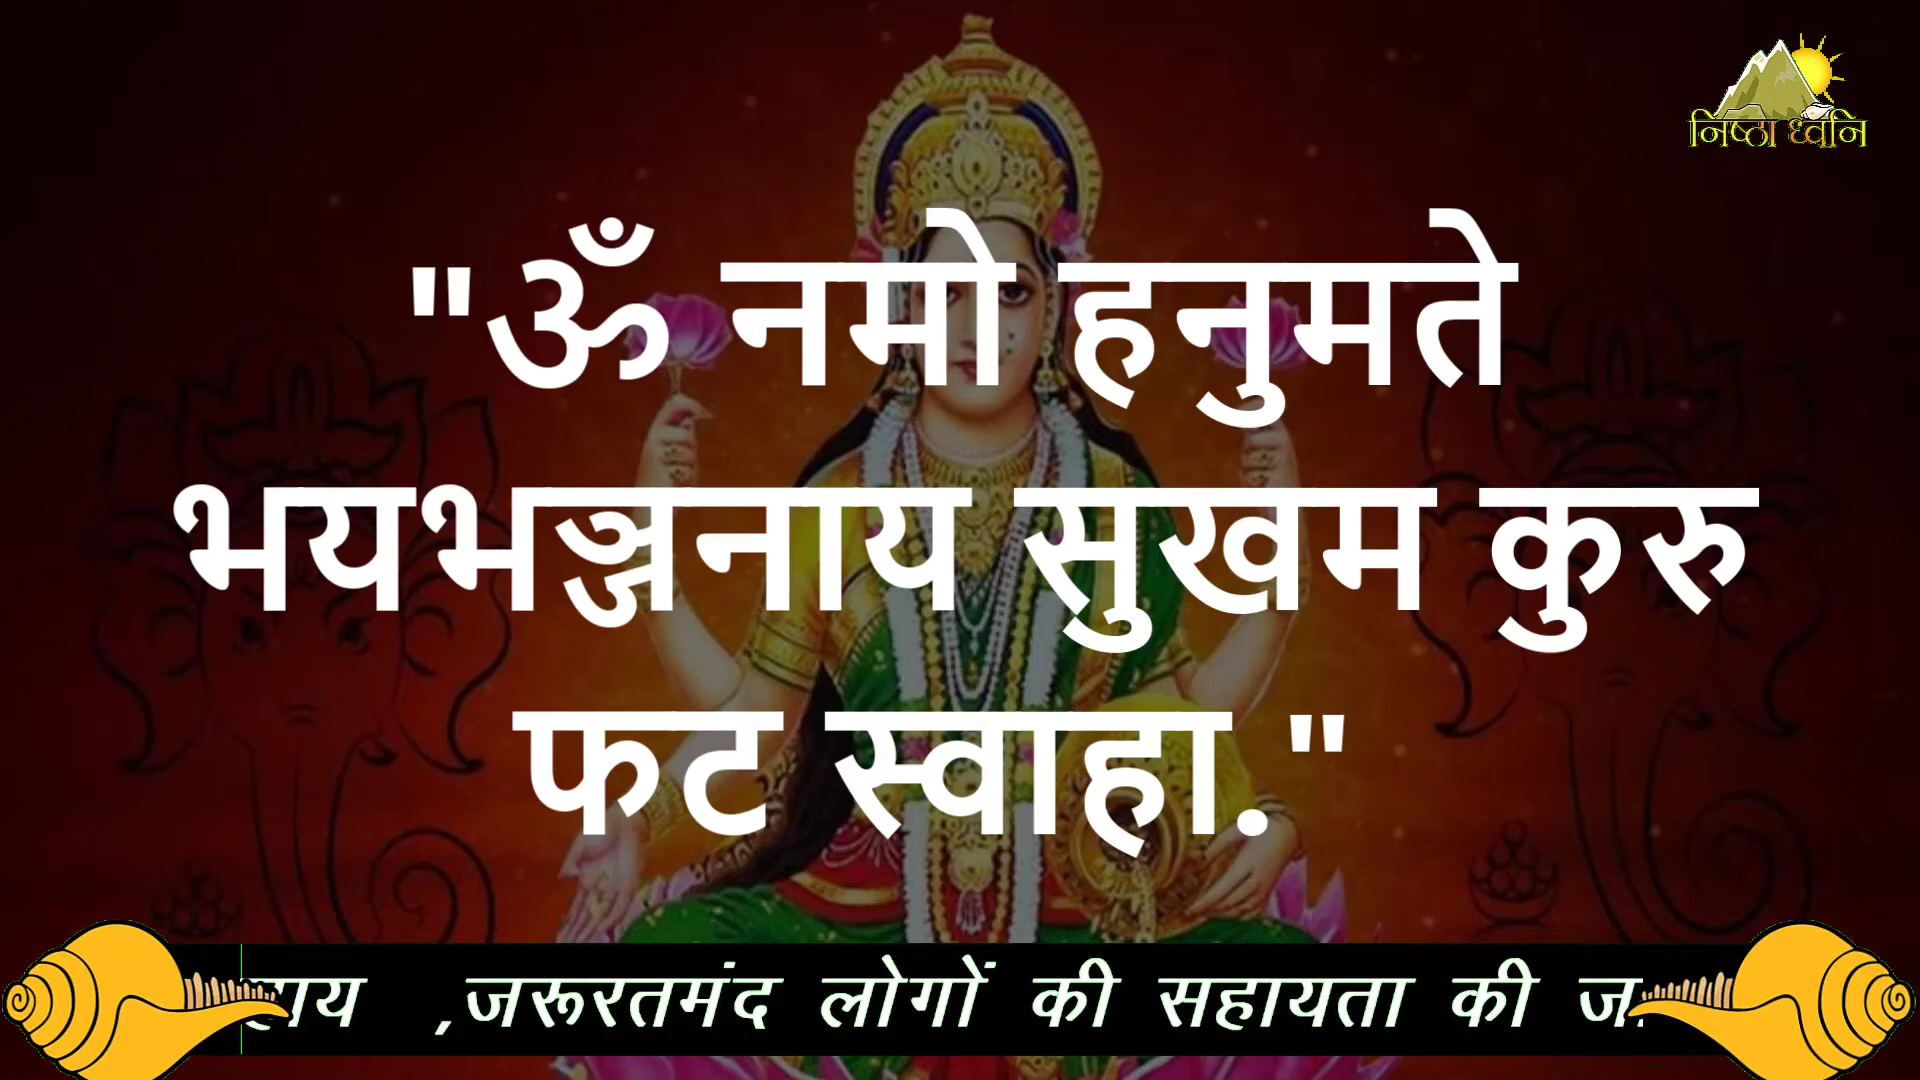 निष्ठा ध्वनि
"ॐ नमो हनुमते
भयभञ्जनाय सुखम कुरु
फट स्वाहा."
,जरूरतमंद लोगों की सहायता की